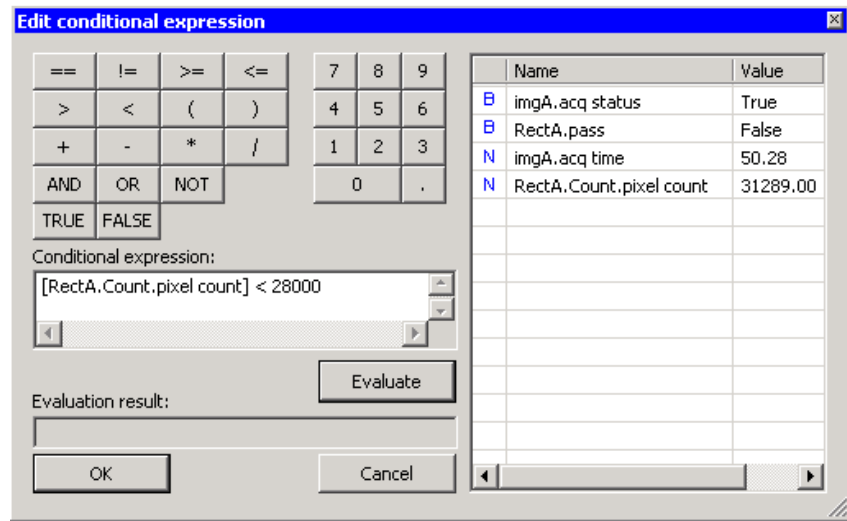 Edit conditional expression
== != >= <= 7 8 9
> < ( ) 4 5 6
+ - * / 1 2 3
AND OR NOT 0 .
TRUE FALSE
Conditional expression:
[RectA.Count.pixel count] < 28000
Evaluate
Evaluation result:
OK Cancel
Name Value
B imgA.acq status True
B RectA.pass False
N imgA.acq time 50.28
N RectA.Count.pixel count 31289.00